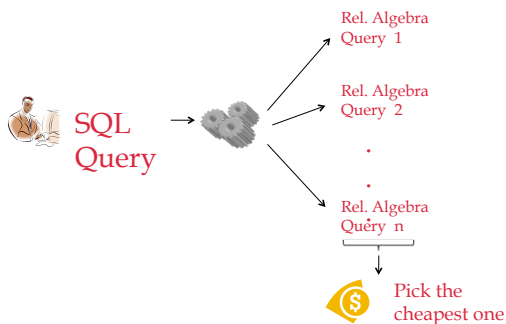 Rel. Algebra
Query 1
SQL
Query
Rel. Algebra
Query 2
.
.
.
Rel. Algebra
Query n
$
Pick the
cheapest one